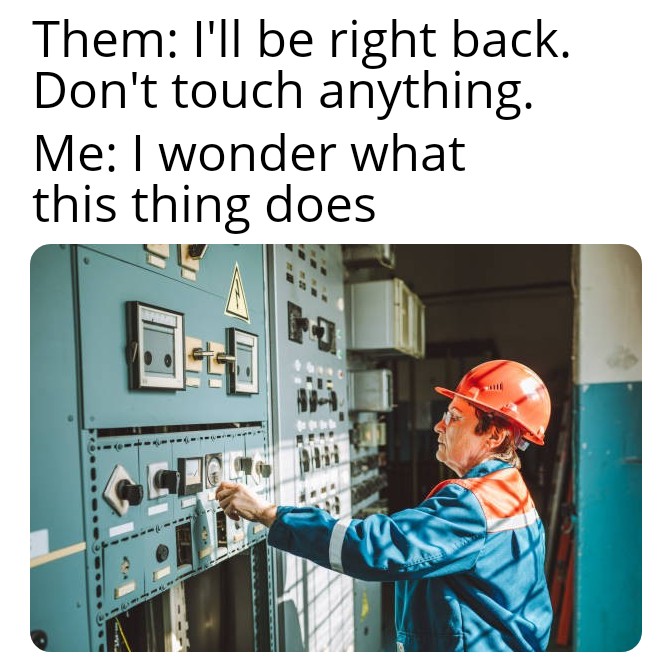 Them: I'll be right back.
Don't touch anything.
Me: I wonder what
this thing does